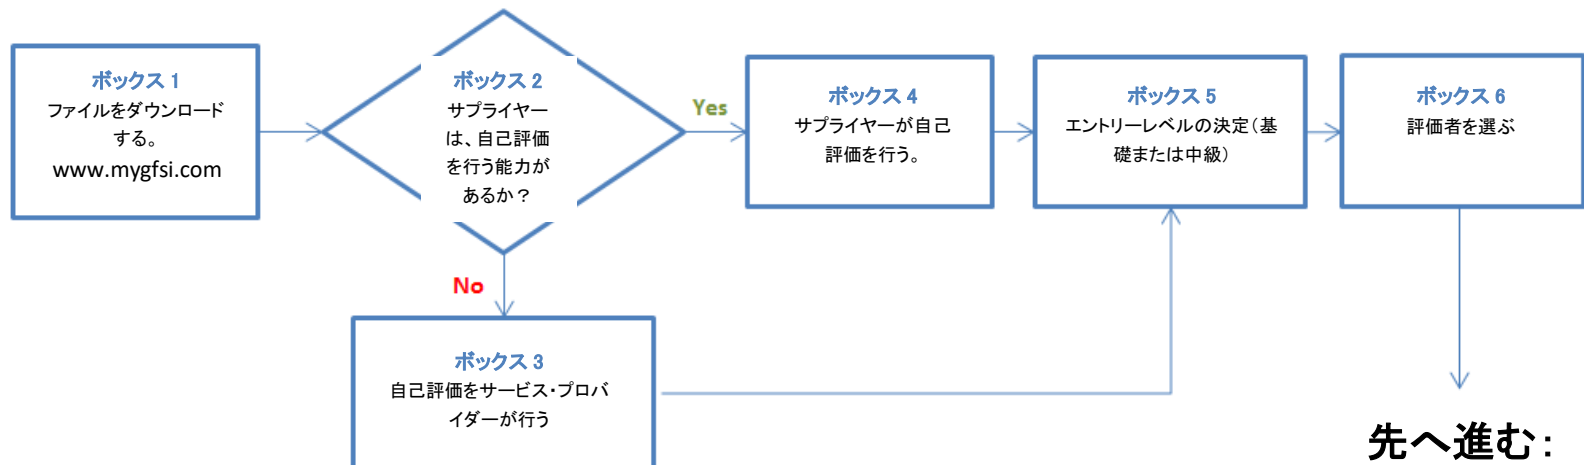 ボックス 1
ファイルをダウンロード
する。
www.mygfsi.com
ボックス 2
サプライヤー
は、自己評価
を行う能力が
あるか？
Yes
No
ボックス 3
自己評価をサービス・プロバ
イダーが行う
ボックス 4
サプライヤーが自己
評価を行う。
ボックス 5
エントリーレベルの決定（基
礎または中級）
ボックス 6
評価者を選ぶ
先へ進む：